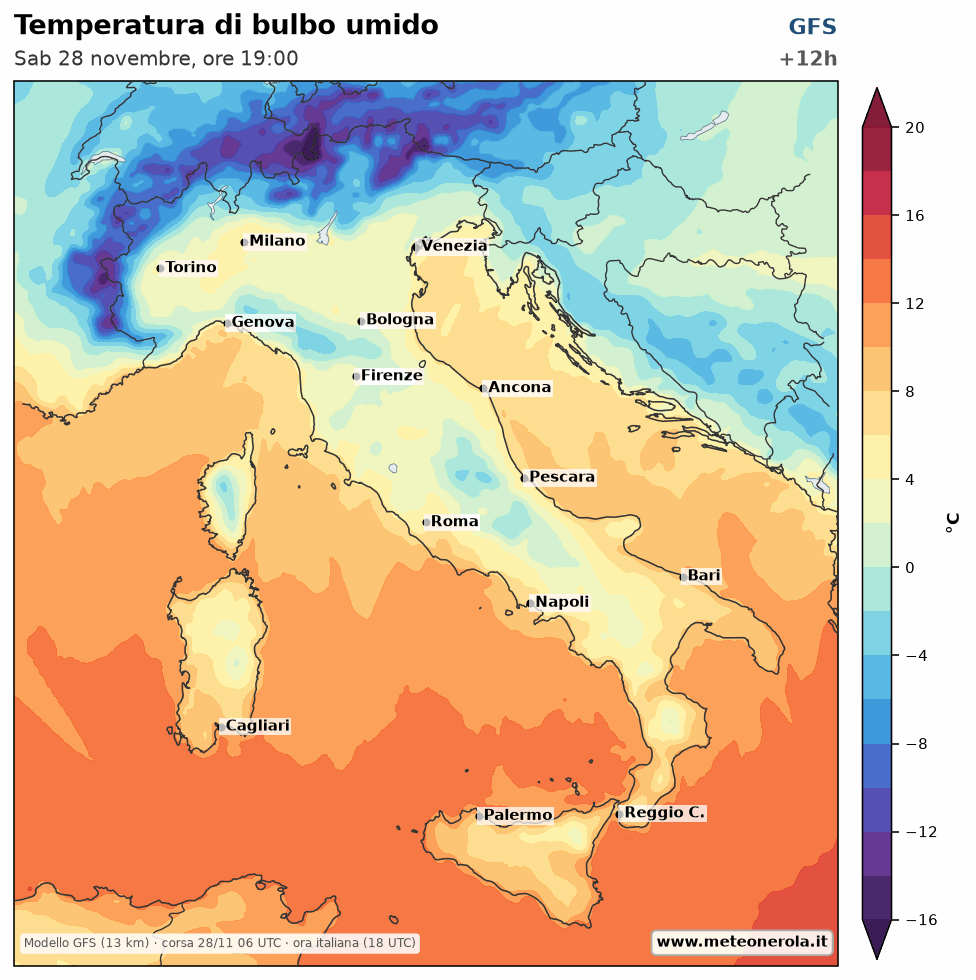 Temperatura di bulbo umido
GFS
Sab 28 novembre, ore 19:00
+12h
Milano
Venezia
Torino
Genova
Bologna
Firenze
Ancona
Pescara
Roma
Bari
Napoli
Cagliari
Palermo
Reggio C.
20
16
12
8
4
0
−4
−8
−12
−16
°C
Modello GFS (13 km) · corsa 28/11 06 UTC · ora italiana (18 UTC)
www.meteonerola.it